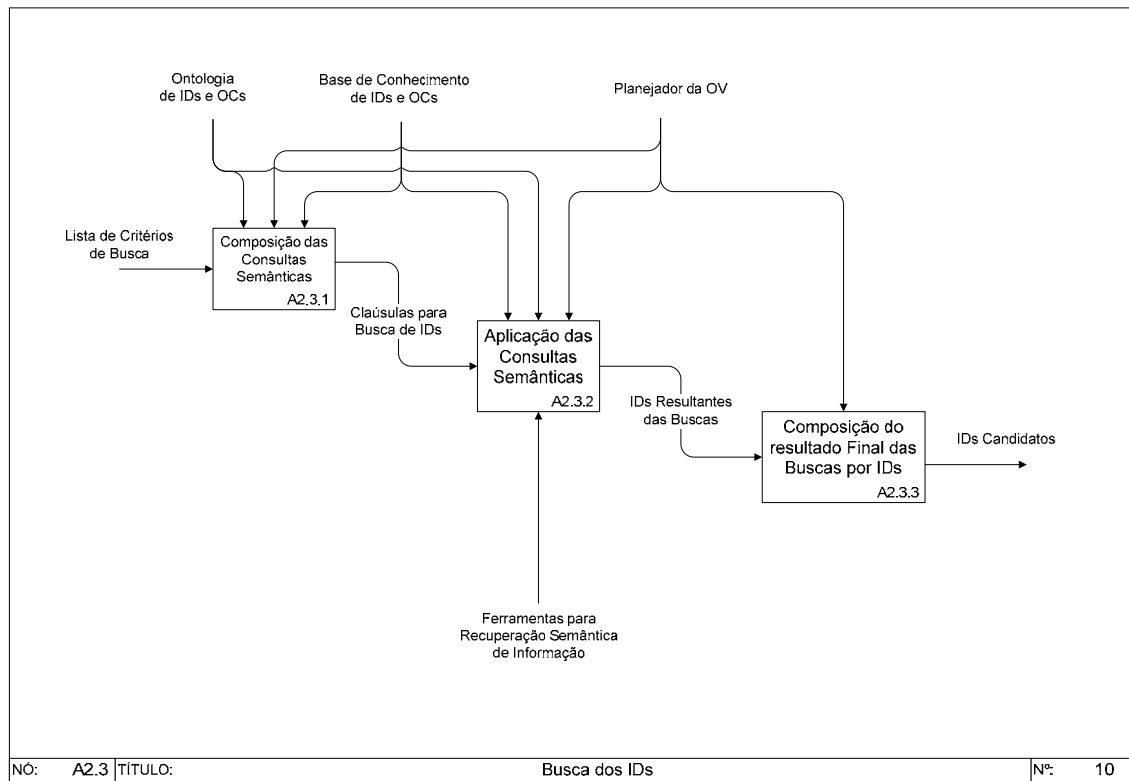 Ontologia
de IDs e OCs
Base de Conhecimento
de IDs e OCs
Planejador da OV
Lista de Critérios
de Busca
Composição das
Consultas
Semânticas
A2.3.1
Claúsulas para
Busca de IDs
Aplicação das
Consultas
Semânticas
A2.3.2
IDs Resultantes
das Buscas
Composição do
resultado Final das
Buscas por IDs
A2.3.3
IDs Candidatos
Ferramentas para
Recuperação Semântica
de Informação
NÓ: A2.3 TÍTULO: Busca dos IDs Nº: 10